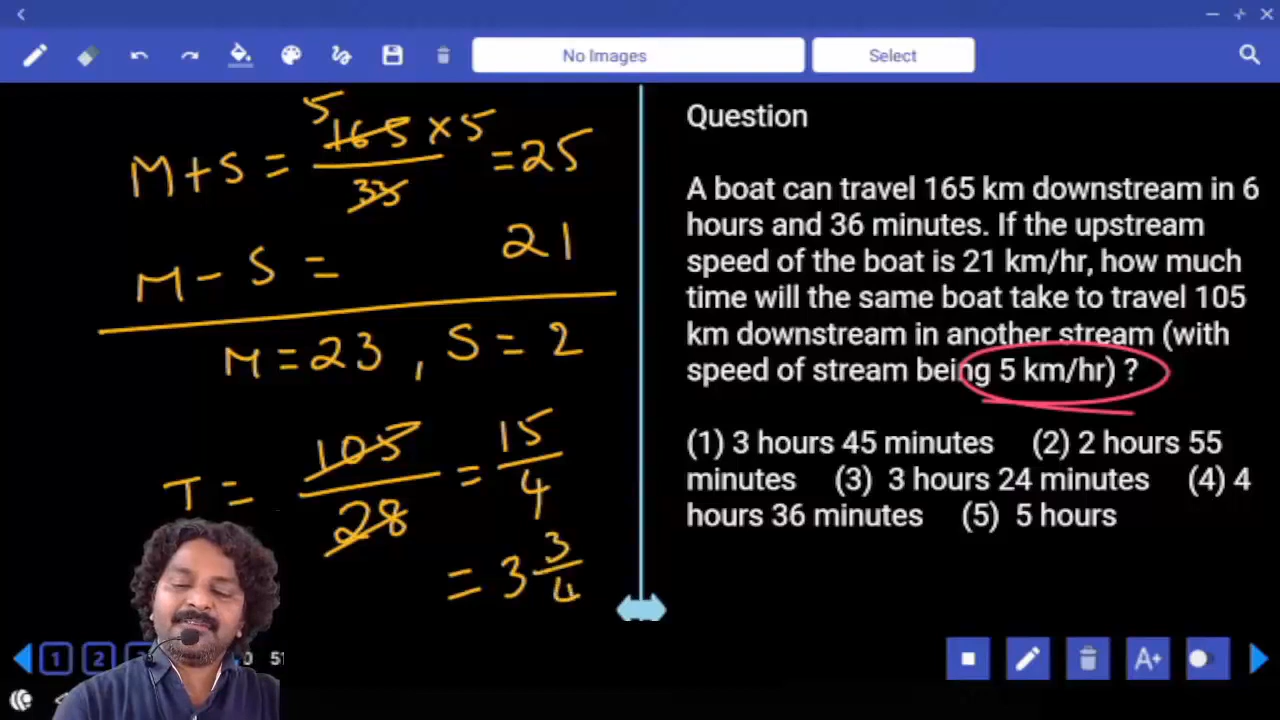 No Images
Select
5
M+S = 165 × 5 = 25
33
M - S = 21
M = 23 , S = 2
T = 105 = 15
28 4
= 3 3
4
Question
A boat can travel 165 km downstream in 6
hours and 36 minutes. If the upstream
speed of the boat is 21 km/hr, how much
time will the same boat take to travel 105
km downstream in another stream (with
speed of stream being 5 km/hr) ?
(1) 3 hours 45 minutes (2) 2 hours 55
minutes (3) 3 hours 24 minutes (4) 4
hours 36 minutes (5) 5 hours
1 2 51
A+